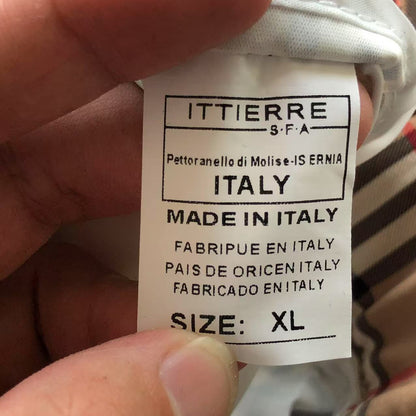 ITTIERRE
S·F·A
Pettoranello di Molise-IS ERNIA
ITALY
MADE IN ITALY
FABRIPUE EN ITALY
PAIS DE ORICEN ITALY
FABRICADO EN ITALY
SIZE: XL